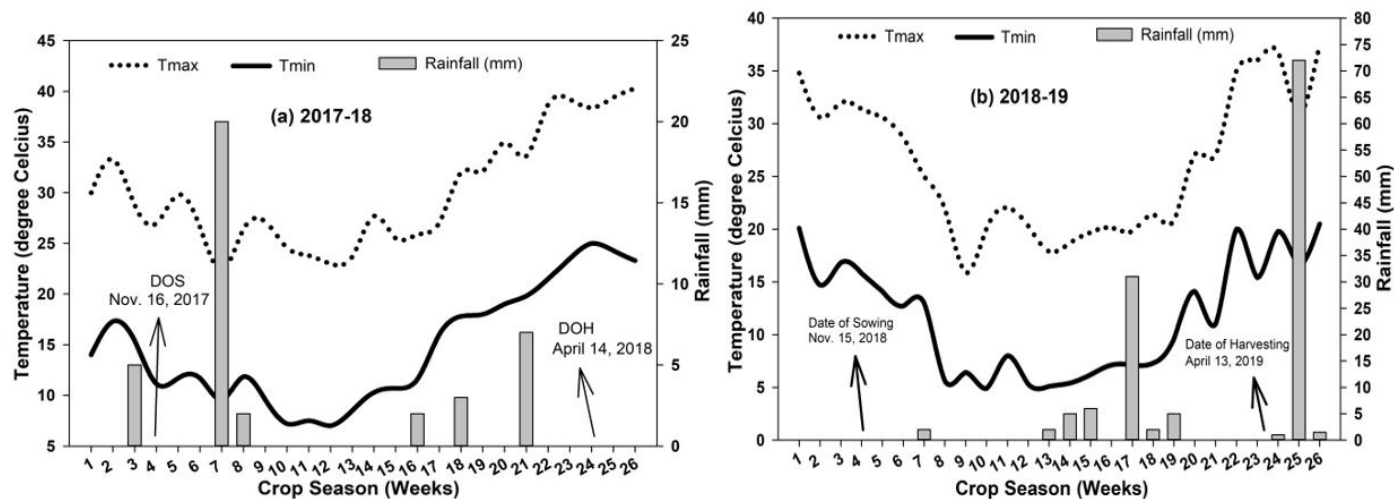 45
40
35
30
25
20
15
10
5
25
20
15
10
5
0
Temperature (degree Celcius)
Rainfall (mm)
Tmax
Tmin
Rainfall (mm)
(a) 2017-18
DOS
Nov. 16, 2017
DOH
April 14, 2018
1 2 3 4 5 6 7 8 9 10 11 12 13 14 15 16 17 18 19 20 21 22 23 24 25 26
Crop Season (Weeks)
40
35
30
25
20
15
10
5
0
80
75
70
65
60
55
50
45
40
35
30
25
20
15
10
5
0
Temperature (degree Celcius)
Rainfall (mm)
Tmax
Tmin
Rainfall (mm)
(b) 2018-19
Date of Sowing
Nov. 15, 2018
Date of Harvesting
April 13, 2019
1 2 3 4 5 6 7 8 9 10 11 12 13 14 15 16 17 18 19 20 21 22 23 24 25 26
Crop Season (Weeks)